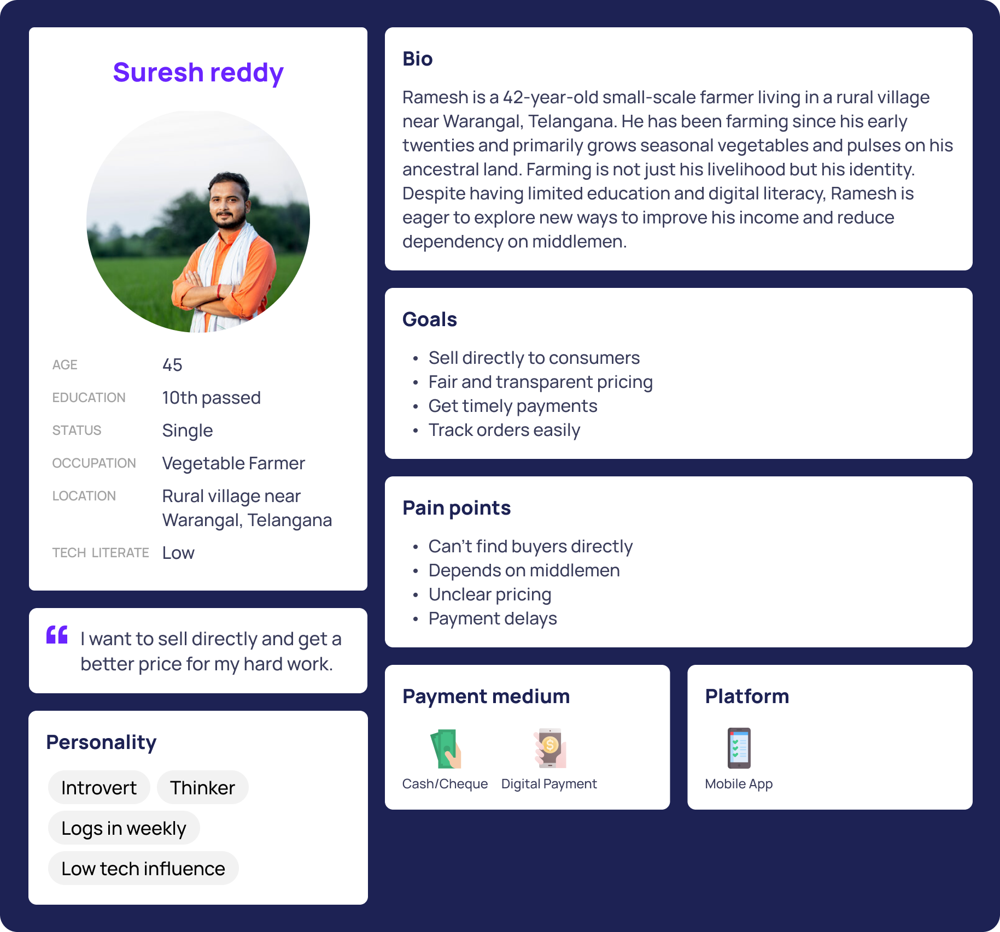 Suresh reddy
AGE 45
EDUCATION 10th passed
STATUS Single
OCCUPATION Vegetable Farmer
LOCATION Rural village near
Warangal, Telangana
TECH LITERATE Low
I want to sell directly and get a
better price for my hard work.
Personality
Introvert Thinker
Logs in weekly
Low tech influence
Bio
Ramesh is a 42-year-old small-scale farmer living in a rural village
near Warangal, Telangana. He has been farming since his early
twenties and primarily grows seasonal vegetables and pulses on his
ancestral land. Farming is not just his livelihood but his identity.
Despite having limited education and digital literacy, Ramesh is
eager to explore new ways to improve his income and reduce
dependency on middlemen.
Goals
• Sell directly to consumers
• Fair and transparent pricing
• Get timely payments
• Track orders easily
Pain points
• Can’t find buyers directly
• Depends on middlemen
• Unclear pricing
• Payment delays
Payment medium
Cash/Cheque Digital Payment
Platform
Mobile App